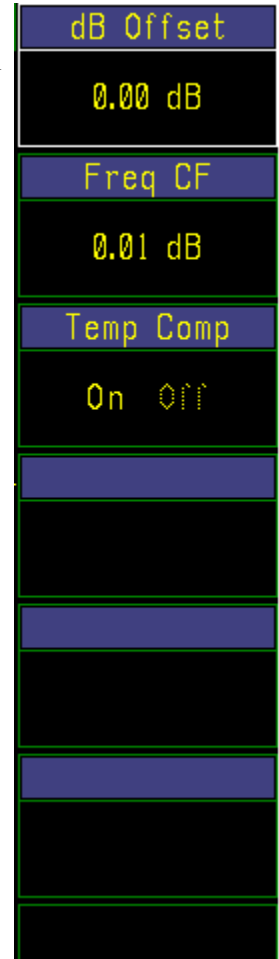 dB Offset
0.00 dB
Freq CF
0.01 dB
Temp Comp
On Off